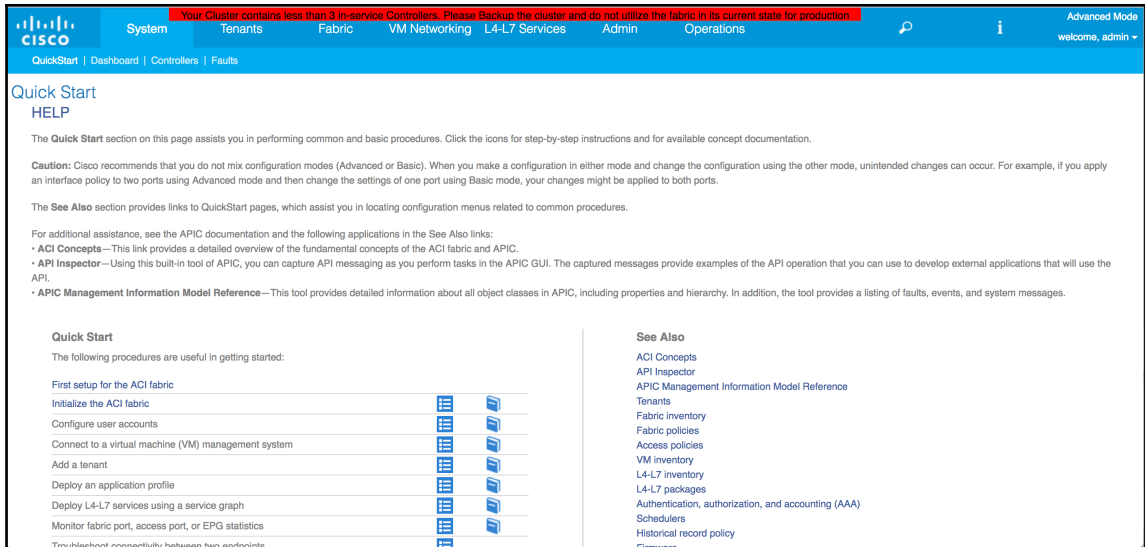 Your Cluster contains less than 3 in-service Controllers. Please Backup the cluster and do not utilize the fabric in its current state for production
CISCO
System
Tenants
Fabric
VM Networking
L4-L7 Services
Admin
Operations
i
Advanced Mode
welcome, admin
QuickStart | Dashboard | Controllers | Faults
Quick Start
HELP
The Quick Start section on this page assists you in performing common and basic procedures. Click the icons for step-by-step instructions and for available concept documentation.
Caution: Cisco recommends that you do not mix configuration modes (Advanced or Basic). When you make a configuration in either mode and change the configuration using the other mode, unintended changes can occur. For example, if you apply
an interface policy to two ports using Advanced mode and then change the settings of one port using Basic mode, your changes might be applied to both ports.
The See Also section provides links to QuickStart pages, which assist you in locating configuration menus related to common procedures.
For additional assistance, see the APIC documentation and the following applications in the See Also links:
• ACI Concepts—This link provides a detailed overview of the fundamental concepts of the ACI fabric and APIC.
• API Inspector—Using this built-in tool of APIC, you can capture API messaging as you perform tasks in the APIC GUI. The captured messages provide examples of the API operation that you can use to develop external applications that will use the
API.
• APIC Management Information Model Reference—This tool provides detailed information about all object classes in APIC, including properties and hierarchy. In addition, the tool provides a listing of faults, events, and system messages.
Quick Start
The following procedures are useful in getting started:
First setup for the ACI fabric
Initialize the ACI fabric
Configure user accounts
Connect to a virtual machine (VM) management system
Add a tenant
Deploy an application profile
Deploy L4-L7 services using a service graph
Monitor fabric port, access port, or EPG statistics
Troubleshoot connectivity between two endpoints
See Also
ACI Concepts
API Inspector
APIC Management Information Model Reference
Tenants
Fabric inventory
Fabric policies
Access policies
VM inventory
L4-L7 inventory
L4-L7 packages
Authentication, authorization, and accounting (AAA)
Schedulers
Historical record policy
Firmware